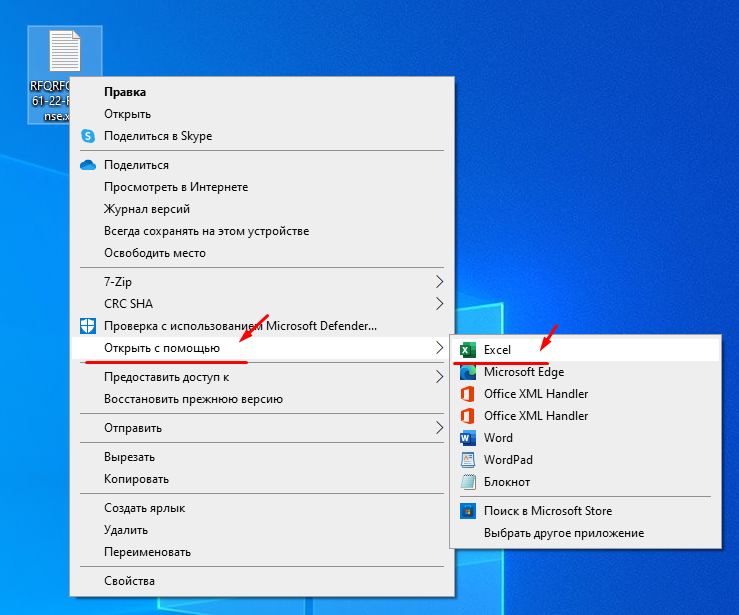 RFQRFQ
61-22-
nse.x
Правка
Открыть
Поделиться в Skype
Поделиться
Просмотреть в Интернете
Журнал версий
Всегда сохранять на этом устройстве
Освободить место
7-Zip
CRC SHA
Проверка с использованием Microsoft Defender...
Открыть с помощью
Предоставить доступ к
Восстановить прежнюю версию
Отправить
Вырезать
Копировать
Создать ярлык
Удалить
Переименовать
Свойства
Excel
Microsoft Edge
Office XML Handler
Office XML Handler
Word
WordPad
Блокнот
Поиск в Microsoft Store
Выбрать другое приложение